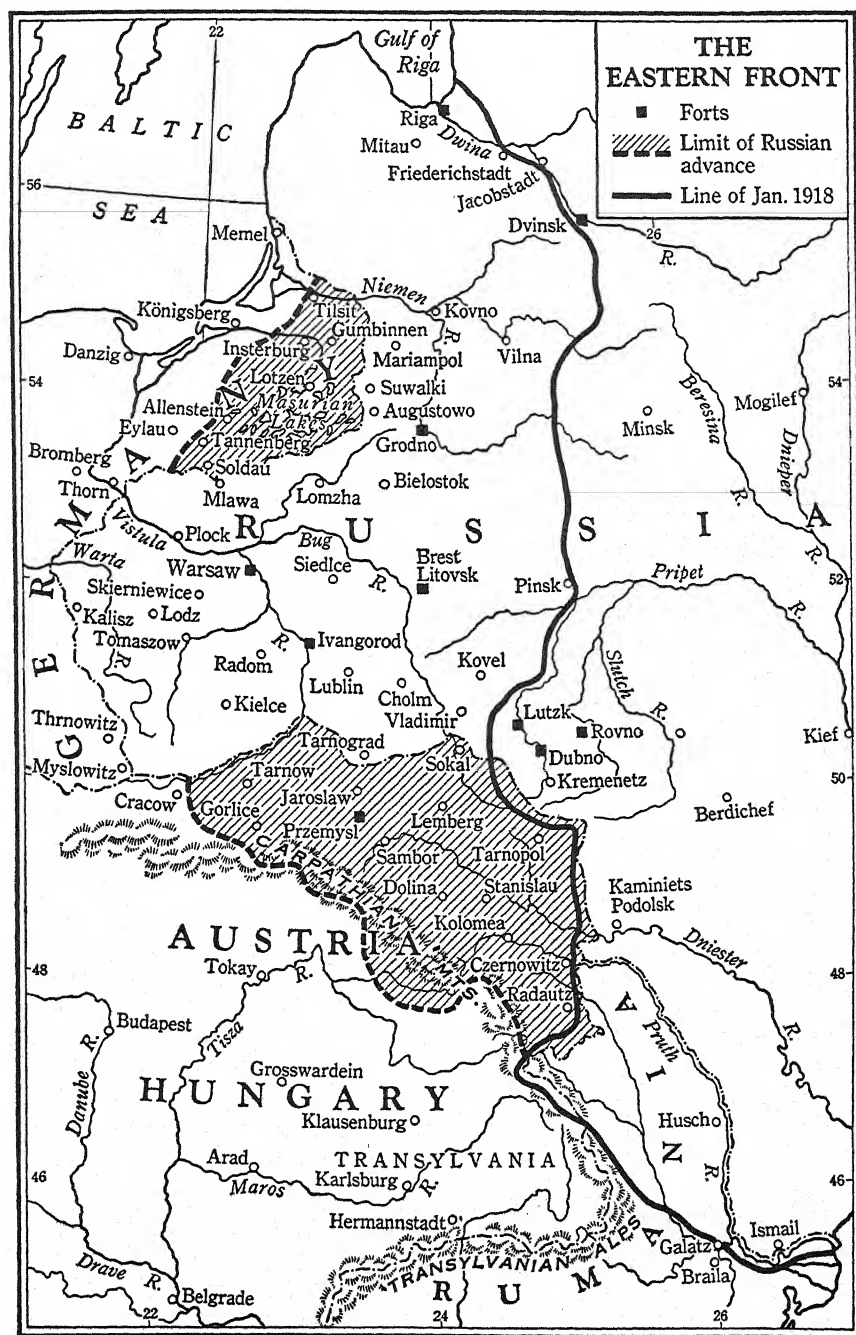 THE
EASTERN FRONT
Forts
Limit of Russian
advance
Line of Jan. 1918
22
Gulf of
Riga
BALTIC
SEA
Riga
Dwina
Mitau
Friederichstadt
Jacobstadt
56
26
Dvinsk
R.
Memel
Niemen
Tilsit
Königsberg
Kovno
R.
Gumbinnen
Insterburg
Mariampol
Vilna
Danzig
54
54
Lotzen
Suwalki
Beresina
Mogilef
Masurian
Lakes
Allenstein
Augustowo
Minsk
Eylau
Grodno
Dnieper
Tannenberg
Bromberg
Soldau
Thorn
Mlawa
Lomzha
Bielostok
R.
GERMANY
RUSSIA
Vistula
Plock
Bug
R.
Warta
Warsaw
Siedlce
R.
Brest
Litovsk
Pinsk
Pripet
52
Skierniewice
R.
Kalisz
Lodz
Tomaszow
R.
Ivangorod
R.
Radom
Lublin
Kovel
Slutch
R.
Kielce
Cholm
Vladimir
Lutzk
Rovno
Thrnowitz
Kief
Tarnograd
Sokal
Dubno
Myslowitz
Tarnow
Kremenetz
50
Cracow
Jaroslaw
Berdichef
Gorlice
Lemberg
Przemysl
CARPATHIAN MTS.
Sambor
Tarnopol
Dolina
Stanislau
Kaminiets
Podolsk
Kolomea
AUSTRIA
Dniester
R.
48
Tokay
R.
Czernowitz
48
Radautz
Budapest
R.
Tisza
Pruth
R.
Danube
Grosswardein
HUNGARY
Klausenburg
Husch
Arad
TRANSYLVANIA
46
Maros
Karlsburg
R.
46
Hermannstadt
Ismail
Galatz
TRANSYLVANIAN ALPS
Braila
Drave
R.
RUMANIA
Belgrade
22
24
26